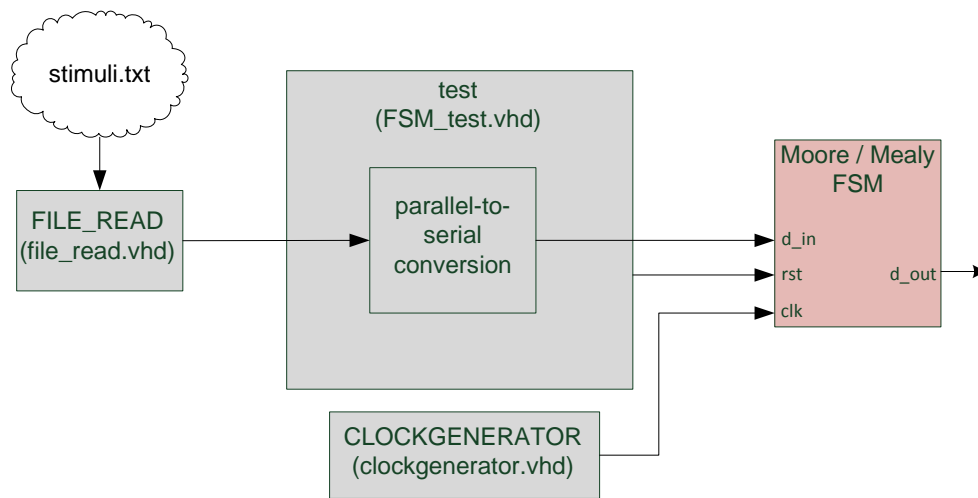 stimuli.txt
FILE_READ
(file_read.vhd)
test
(FSM_test.vhd)
parallel-to-
serial
conversion
Moore / Mealy
FSM
d_in
rst
d_out
clk
CLOCKGENERATOR
(clockgenerator.vhd)